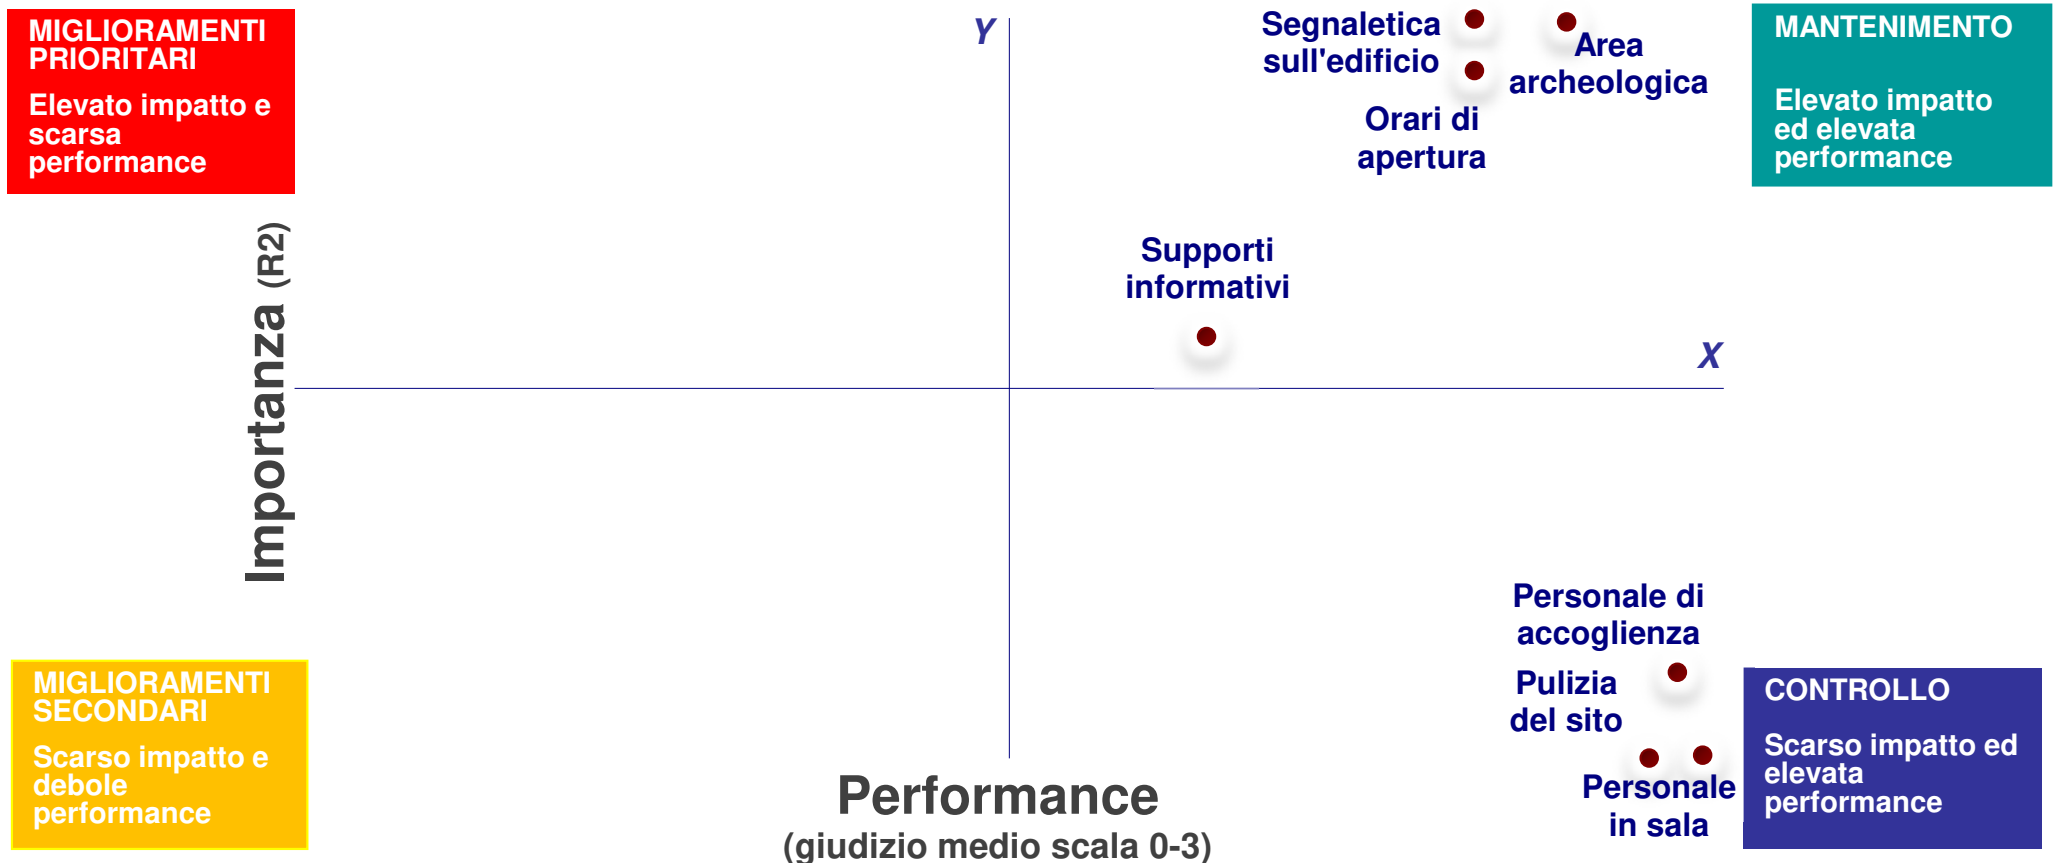 MIGLIORAMENTI
PRIORITARI
Elevato impatto e
scarsa
performance
Y
Segnaletica
sull'edificio
Area
archeologica
Orari di
apertura
MANTENIMENTO
Elevato impatto
ed elevata
performance
Supporti
informativi
X
Importanza (R2)
Personale di
accoglienza
Pulizia
del sito
Personale
in sala
MIGLIORAMENTI
SECONDARI
Scarso impatto e
debole
performance
CONTROLLO
Scarso impatto ed
elevata
performance
Performance
(giudizio medio scala 0-3)